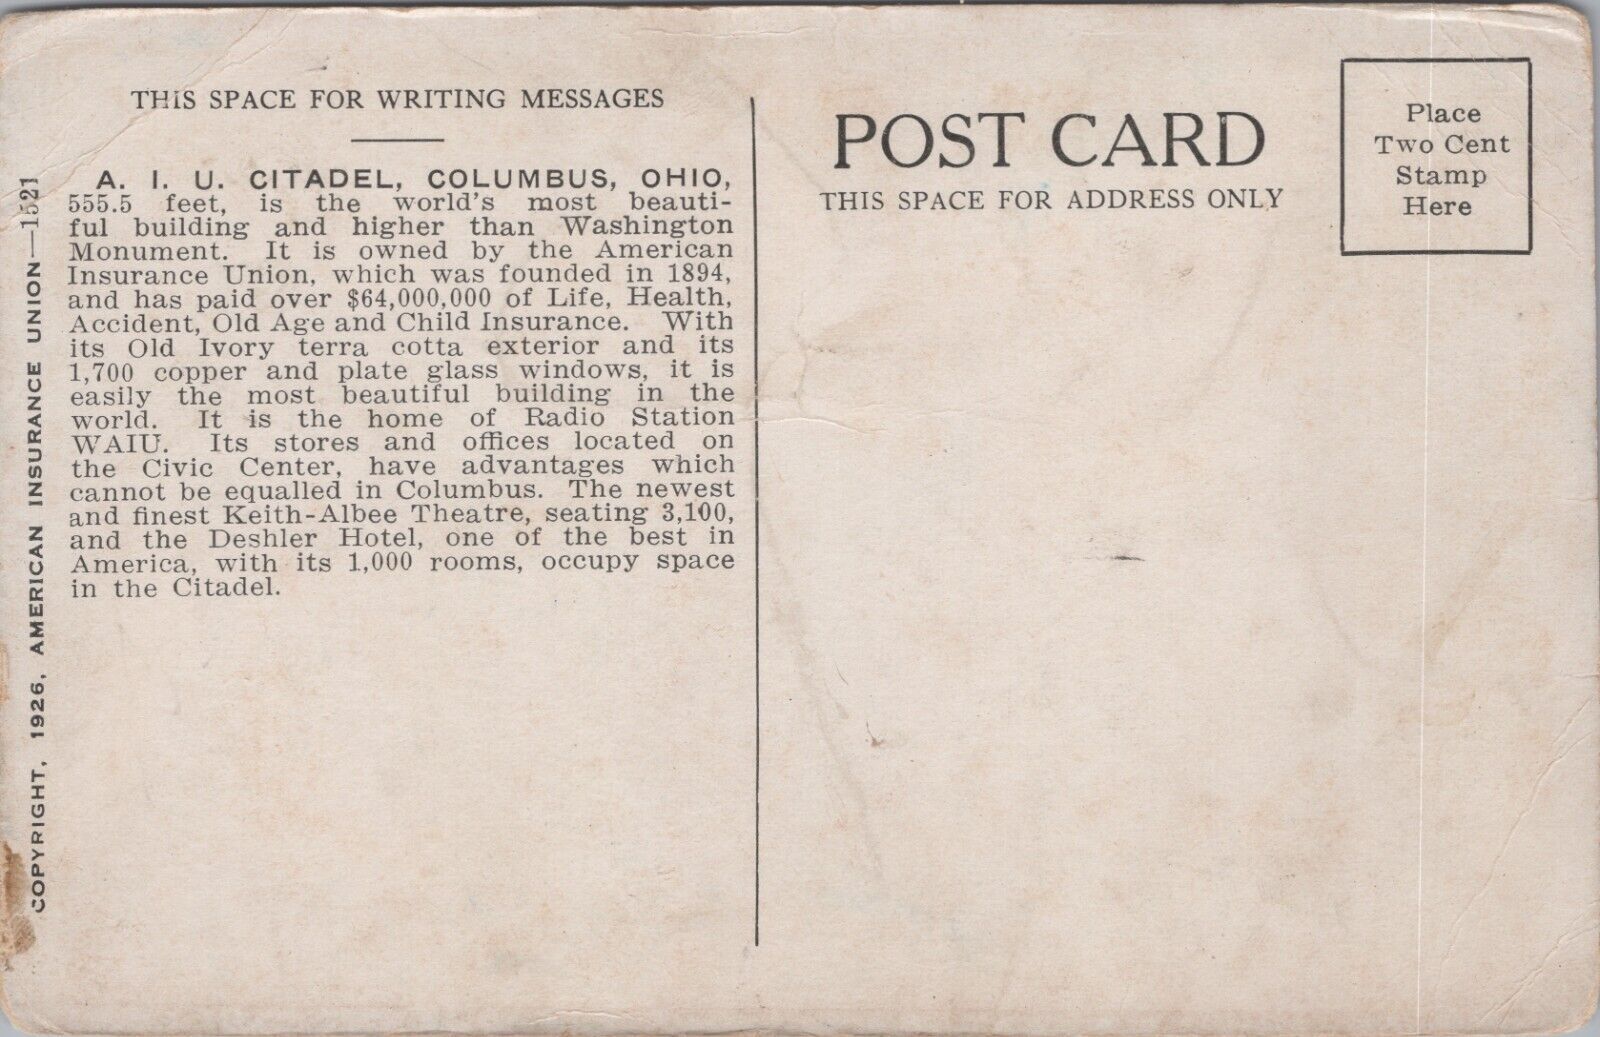 THIS SPACE FOR WRITING MESSAGES
A. I. U. CITADEL, COLUMBUS, OHIO,
555.5 feet, is the world's most beauti-
ful building and higher than Washington
Monument. It is owned by the American
Insurance Union, which was founded in 1894,
and has paid over $64,000,000 of Life, Health,
Accident, Old Age and Child Insurance. With
its Old Ivory terra cotta exterior and its
1,700 copper and plate glass windows, it is
easily the most beautiful building in the
world. It is the home of Radio Station
WAIU. Its stores and offices located on
the Civic Center, have advantages which
cannot be equalled in Columbus. The newest
and finest Keith-Albee Theatre, seating 3,100,
and the Deshler Hotel, one of the best in
America, with its 1,000 rooms, occupy space
in the Citadel.
COPYRIGHT, 1926, AMERICAN INSURANCE UNION—1521
POST CARD
THIS SPACE FOR ADDRESS ONLY
Place
Two Cent
Stamp
Here